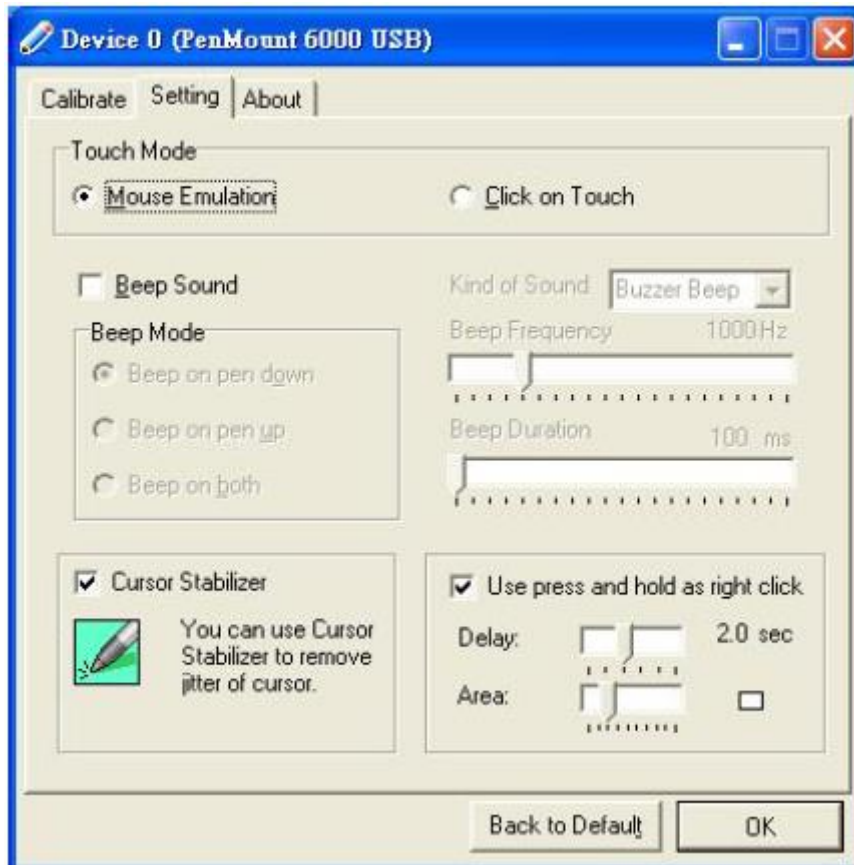 Device 0 (PenMount 6000 USB)
Calibrate Setting About
Touch Mode
Mouse Emulation Click on Touch
Beep Sound
Kind of Sound Buzzer Beep
Beep Mode
Beep on pen down
Beep on pen up
Beep on both
Beep Frequency 1000Hz
Beep Duration 100 ms
Cursor Stabilizer
You can use Cursor
Stabilizer to remove
jitter of cursor.
Use press and hold as right click
Delay: 2.0 sec
Area:
Back to Default OK